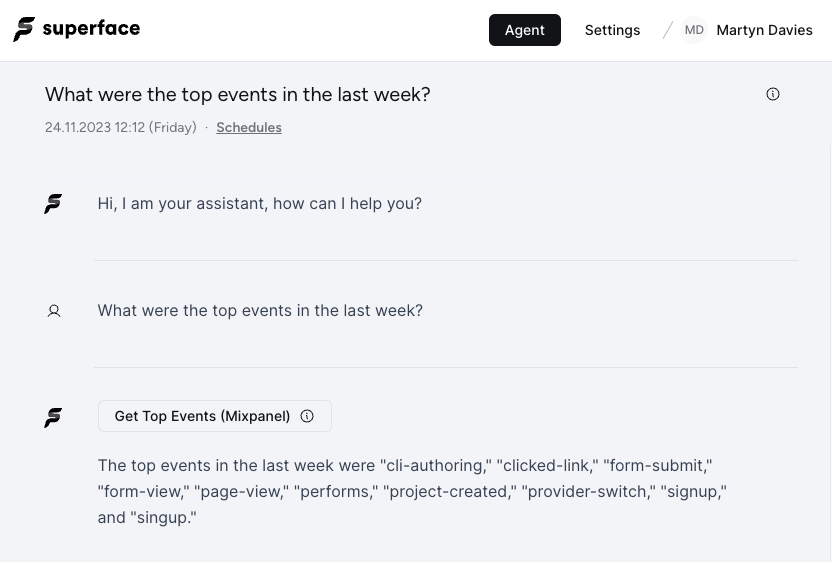 superface
Agent
Settings
MD
Martyn Davies
What were the top events in the last week?
24.11.2023 12:12 (Friday) · Schedules
Hi, I am your assistant, how can I help you?
What were the top events in the last week?
Get Top Events (Mixpanel)
The top events in the last week were "cli-authoring," "clicked-link," "form-submit,"
"form-view," "page-view," "performs," "project-created," "provider-switch," "signup,"
and "singup."